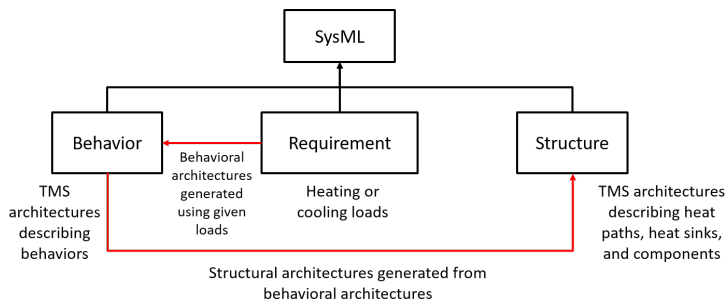 SysML
Behavior
Requirement
Structure
Behavioral
architectures
generated
using given
loads
TMS
architectures
describing
behaviors
Heating or
cooling loads
TMS architectures
describing heat
paths, heat sinks,
and components
Structural architectures generated from
behavioral architectures